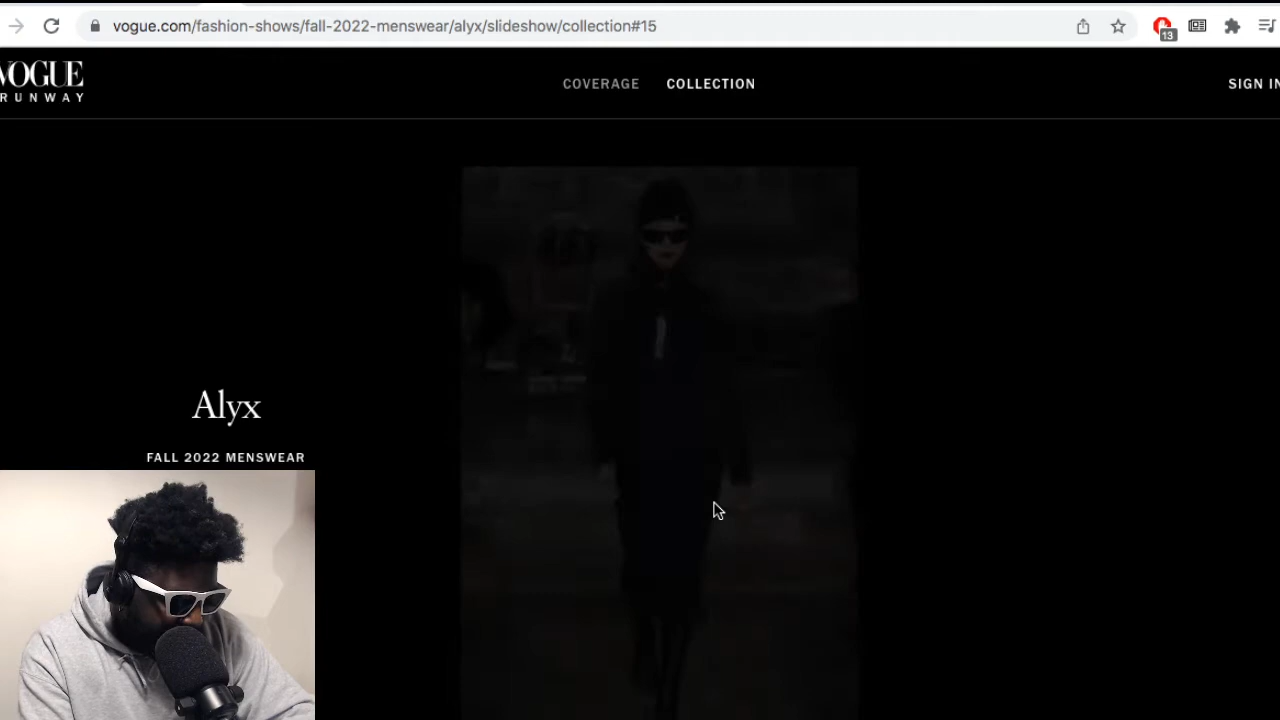 vogue.com/fashion-shows/fall-2022-menswear/alyx/slideshow/collection#15
13
VOGUE
RUNWAY
COVERAGE
COLLECTION
SIGN IN
Alyx
FALL 2022 MENSWEAR